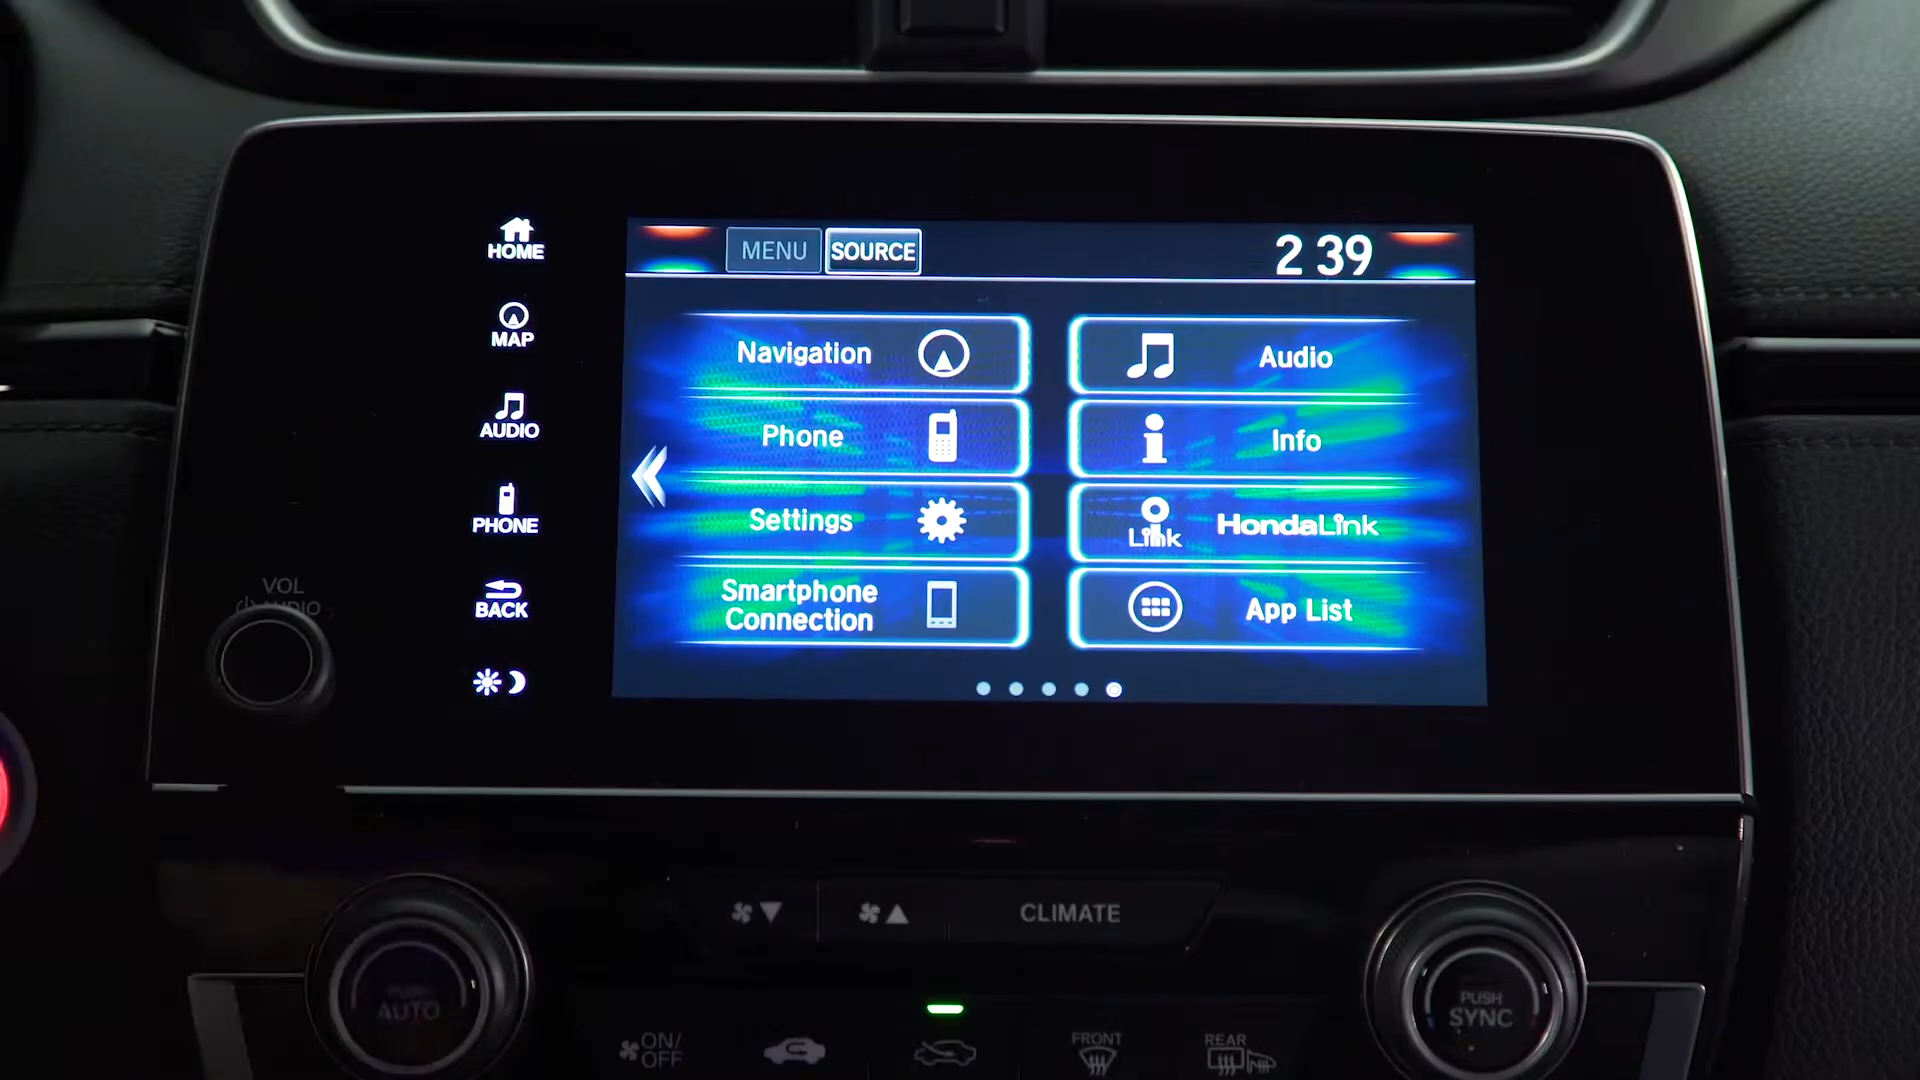 HOME
MAP
AUDIO
PHONE
BACK
VOL
AUDIO
MENU SOURCE 2 39
Navigation
Audio
Phone
Info
Settings
Link HondaLink
Smartphone
Connection
App List
CLIMATE
AUTO
PUSH
SYNC
ON/
OFF
FRONT
REAR